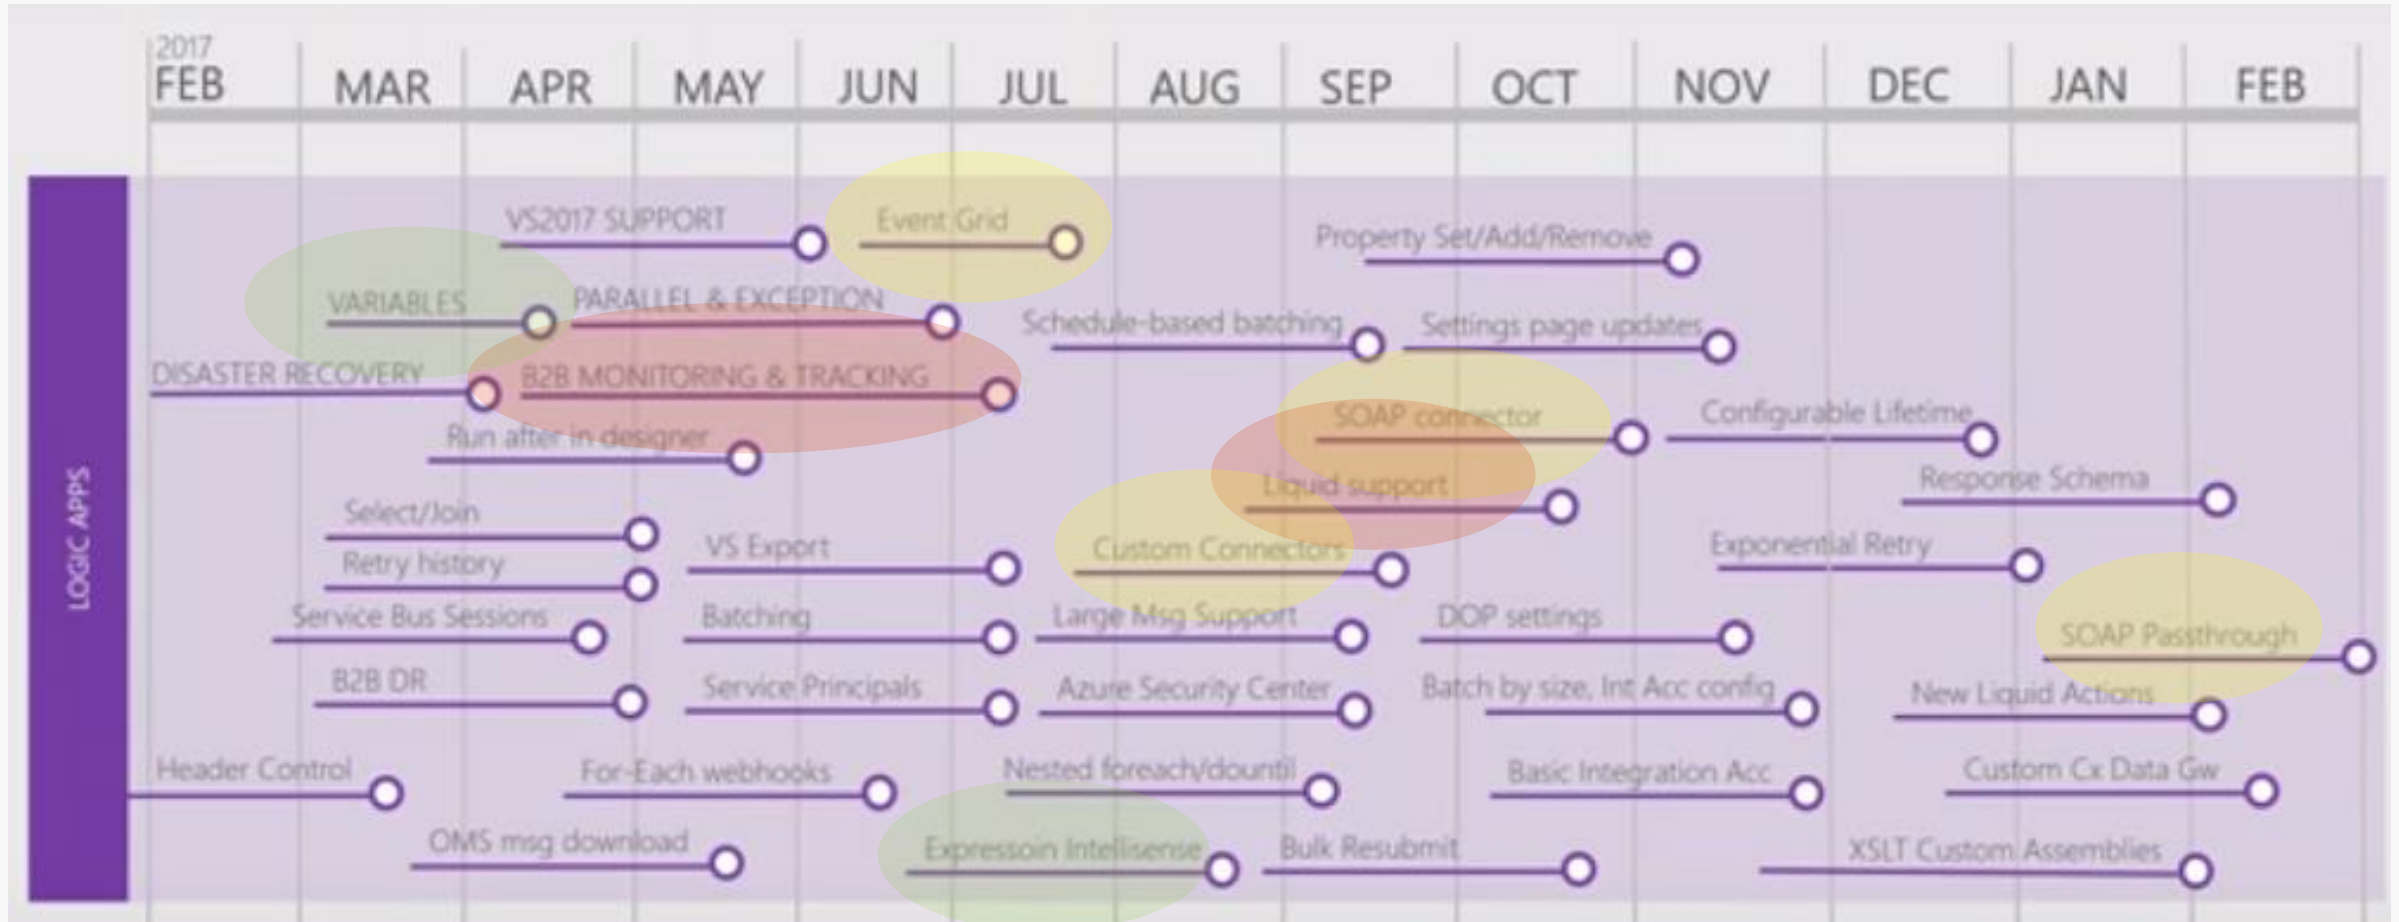 2017
FEB MAR APR MAY JUN JUL AUG SEP OCT NOV DEC JAN FEB
LOGIC APPS
VS2017 SUPPORT Event Grid Property Set/Add/Remove
VARIABLES PARALLEL & EXCEPTION Schedule-based batching Settings page updates
DISASTER RECOVERY B2B MONITORING & TRACKING SOAP connector Configurable Lifetime
Run after in designer Liquid support Response Schema
Select/Join VS Export Custom Connectors Exponential Retry
Retry history
Service Bus Sessions Batching Large Msg Support DOP settings SOAP Passthrough
B2B DR Service Principals Azure Security Center Batch by size, Int Acc config New Liquid Actions
Header Control For-Each webhooks Nested foreach/dountil Basic Integration Acc Custom Cx Data Gw
OMS msg download Expressoin Intellisense Bulk Resubmit XSLT Custom Assemblies